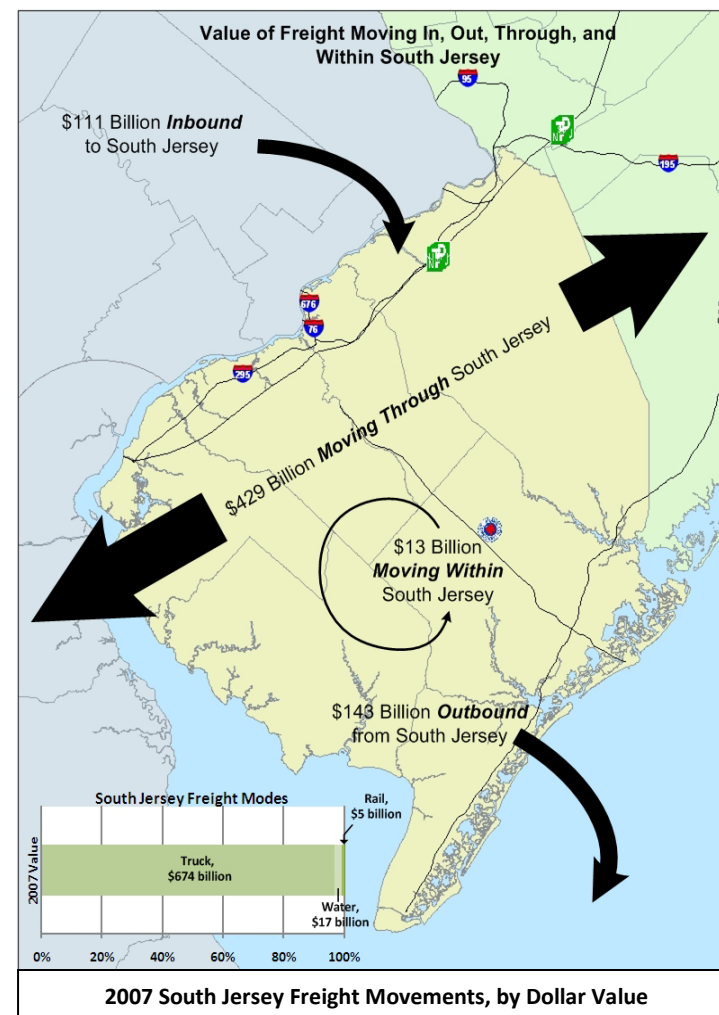 Value of Freight Moving In, Out, Through, and
Within South Jersey
95
$111 Billion Inbound
to South Jersey
195
676
76
295
$429 Billion Moving Through South Jersey
$13 Billion
Moving Within
South Jersey
$143 Billion Outbound
from South Jersey
South Jersey Freight Modes
Rail,
$5 billion
2007 Value
Truck,
$674 billion
Water,
$17 billion
0% 20% 40% 60% 80% 100%
2007 South Jersey Freight Movements, by Dollar Value